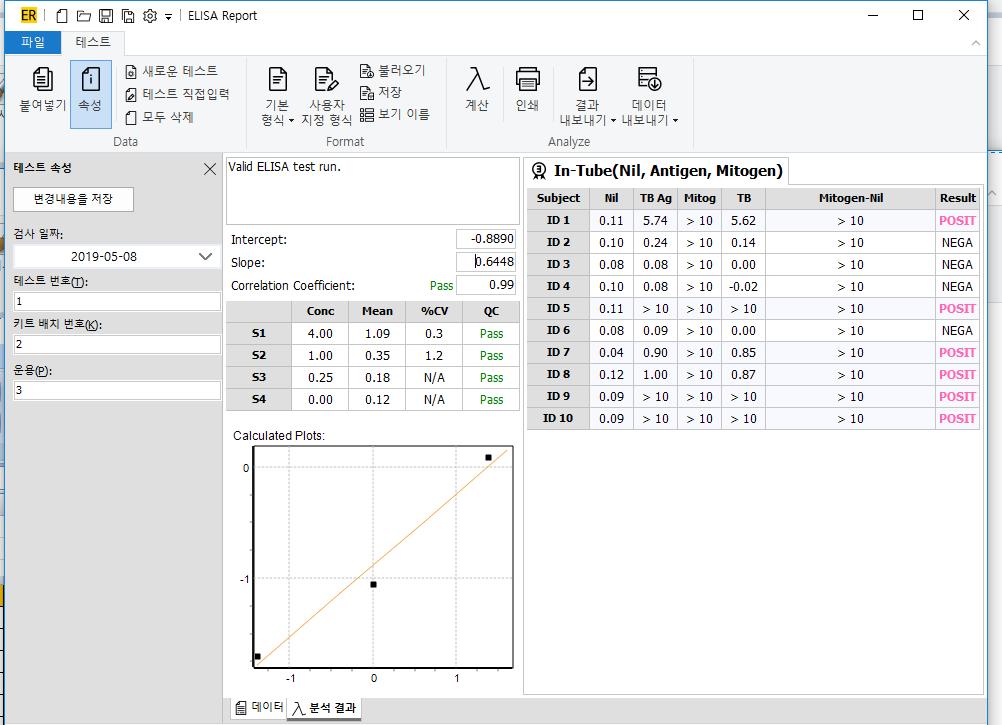 ER ELISA Report
파일 테스트
붙여넣기 속성 새로운 테스트 테스트 직접입력 모두 삭제
기본 형식 사용자 지정 형식 불러오기 저장 보기 이름
계산 인쇄 결과 내보내기 데이터 내보내기
Data Format Analyze
테스트 속성
변경내용을 저장
검사 일짜:
2019-05-08
테스트 번호(T):
1
키트 배치 번호(K):
2
운용(P):
3
Valid ELISA test run.
Intercept: -0.8890
Slope: 0.6448
Correlation Coefficient: Pass 0.99
Conc Mean %CV QC
S1 4.00 1.09 0.3 Pass
S2 1.00 0.35 1.2 Pass
S3 0.25 0.18 N/A Pass
S4 0.00 0.12 N/A Pass
Calculated Plots:
0
-1
-1 0 1
데이터 분석 결과
In-Tube(Nil, Antigen, Mitogen)
Subject Nil TB Ag Mitog TB Mitogen-Nil Result
ID 1 0.11 5.74 > 10 5.62 > 10 POSIT
ID 2 0.10 0.24 > 10 0.14 > 10 NEGA
ID 3 0.08 0.08 > 10 0.00 > 10 NEGA
ID 4 0.10 0.08 > 10 -0.02 > 10 NEGA
ID 5 0.11 > 10 > 10 > 10 > 10 POSIT
ID 6 0.08 0.09 > 10 0.00 > 10 NEGA
ID 7 0.04 0.90 > 10 0.85 > 10 POSIT
ID 8 0.12 1.00 > 10 0.87 > 10 POSIT
ID 9 0.09 > 10 > 10 > 10 > 10 POSIT
ID 10 0.09 > 10 > 10 > 10 > 10 POSIT